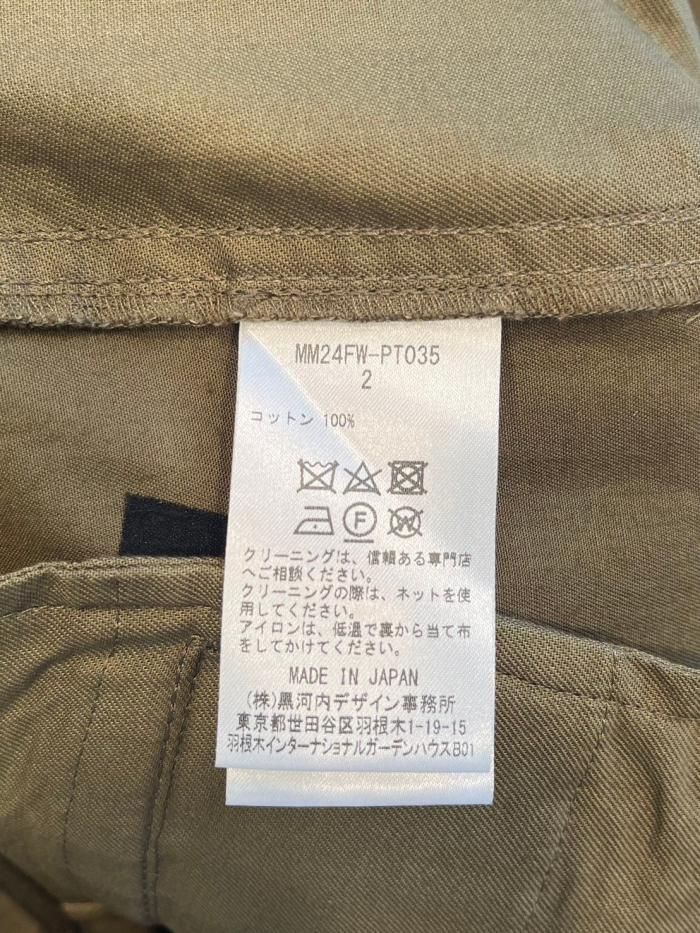 MM24FW-PT035
2
コットン 100%
F
W
クリーニングは、信頼ある専門店
へご相談ください。
クリーニングの際は、ネットを使
用してください。
アイロンは、低温で裏から当て布
をしてかけてください。
MADE IN JAPAN
(株)黒河内デザイン事務所
東京都世田谷区羽根木1-19-15
羽根木インターナショナルガーデンハウスB01